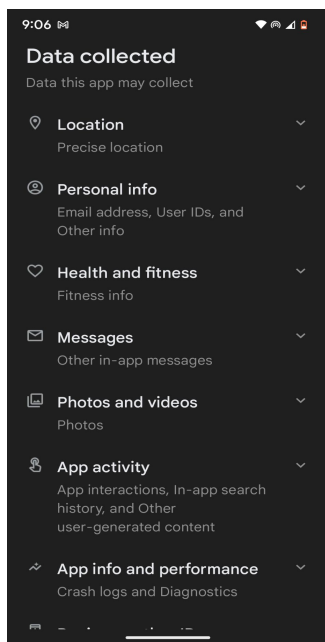 9:06
Data collected
Data this app may collect
Location
Precise location
Personal info
Email address, User IDs, and
Other info
Health and fitness
Fitness info
Messages
Other in-app messages
Photos and videos
Photos
App activity
App interactions, In-app search
history, and Other
user-generated content
App info and performance
Crash logs and Diagnostics